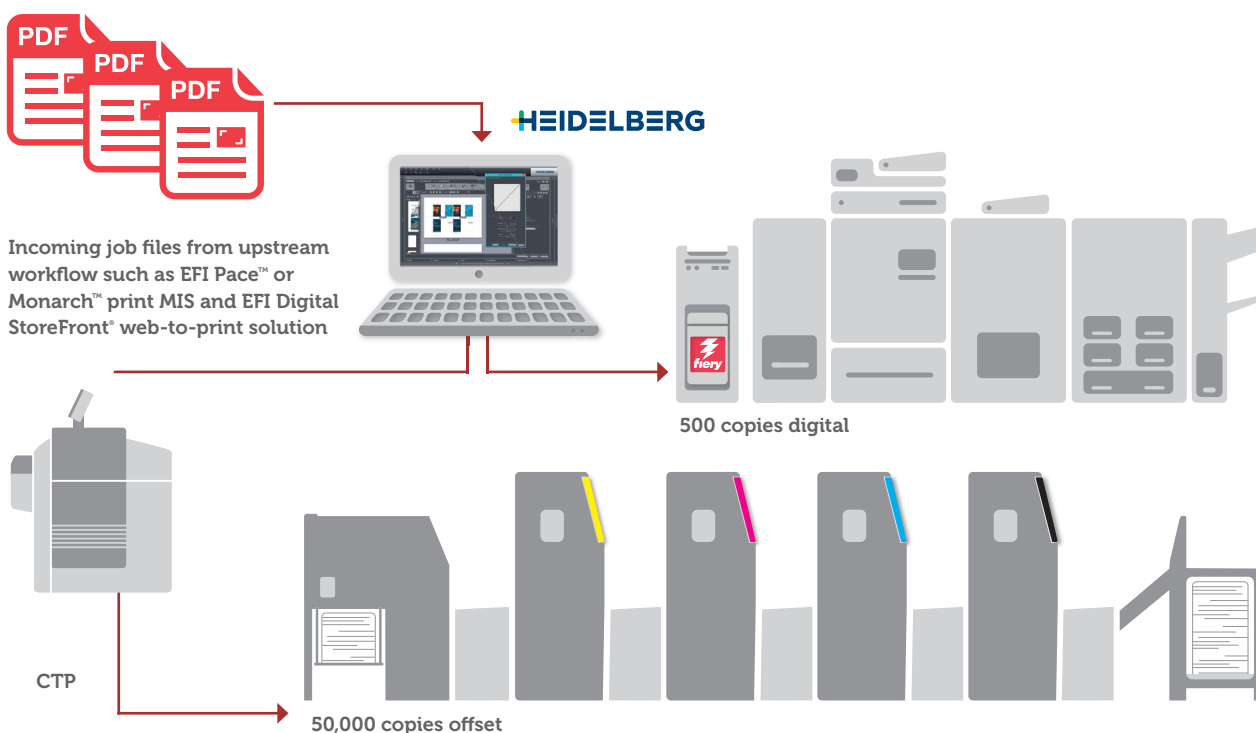 PDF
PDF
PDF
HEIDELBERG
Incoming job files from upstream
workflow such as EFI Pace™ or
Monarch™ print MIS and EFI Digital
StoreFront® web-to-print solution
fiery
500 copies digital
CTP
50,000 copies offset